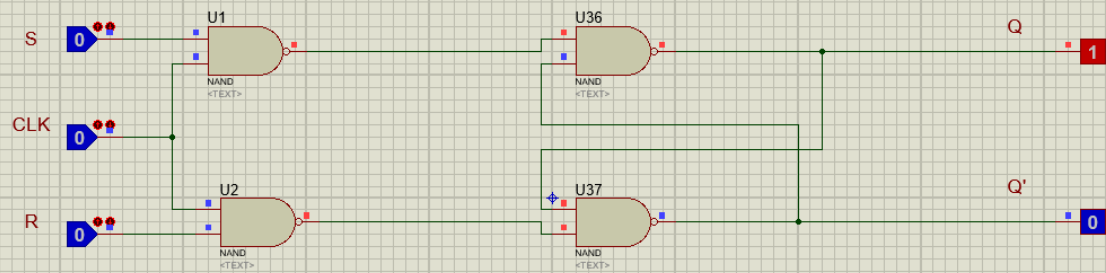 U1
U36
Q
S
0
1
NAND
<TEXT>
NAND
<TEXT>
CLK
0
U2
U37
Q'
R
0
0
NAND
<TEXT>
NAND
<TEXT>